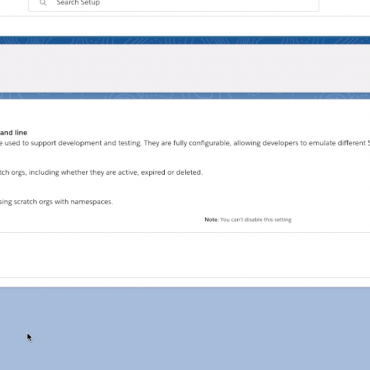 Search Setup
and line
e used to support development and testing. They are fully configurable, allowing developers to emulate different S
tch orgs, including whether they are active, expired or deleted.
sing scratch orgs with namespaces.
Note: You can't disable this setting